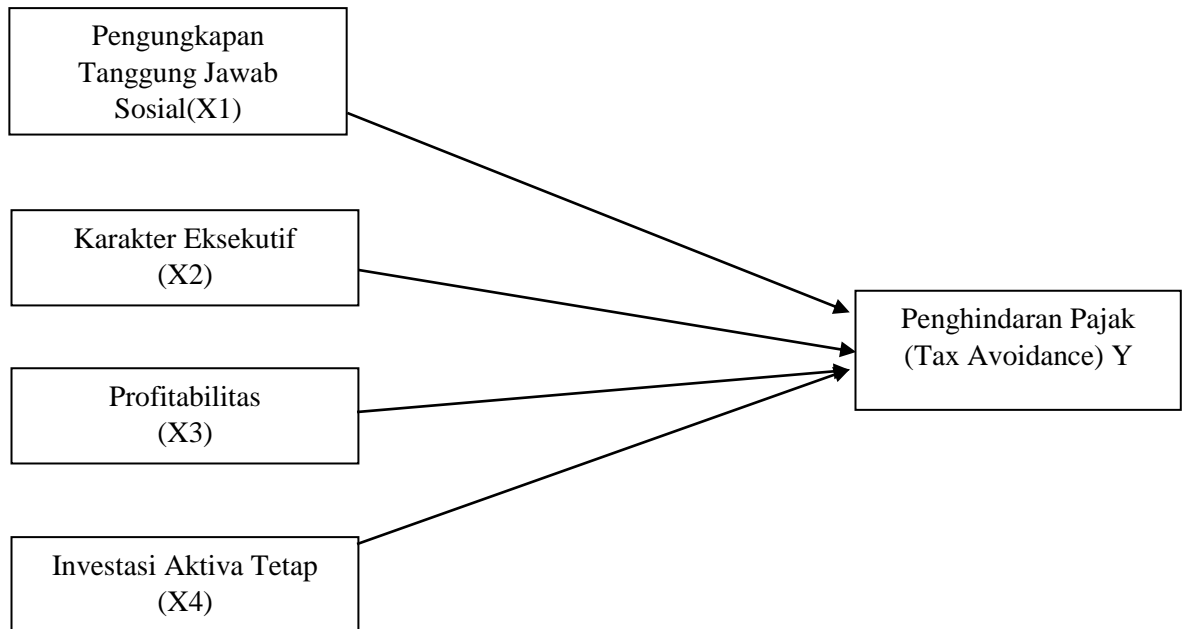 Pengungkapan
Tanggung Jawab
Sosial(X1)
Karakter Eksekutif
(X2)
Penghindaran Pajak
(Tax Avoidance) Y
Profitabilitas
(X3)
Investasi Aktiva Tetap
(X4)